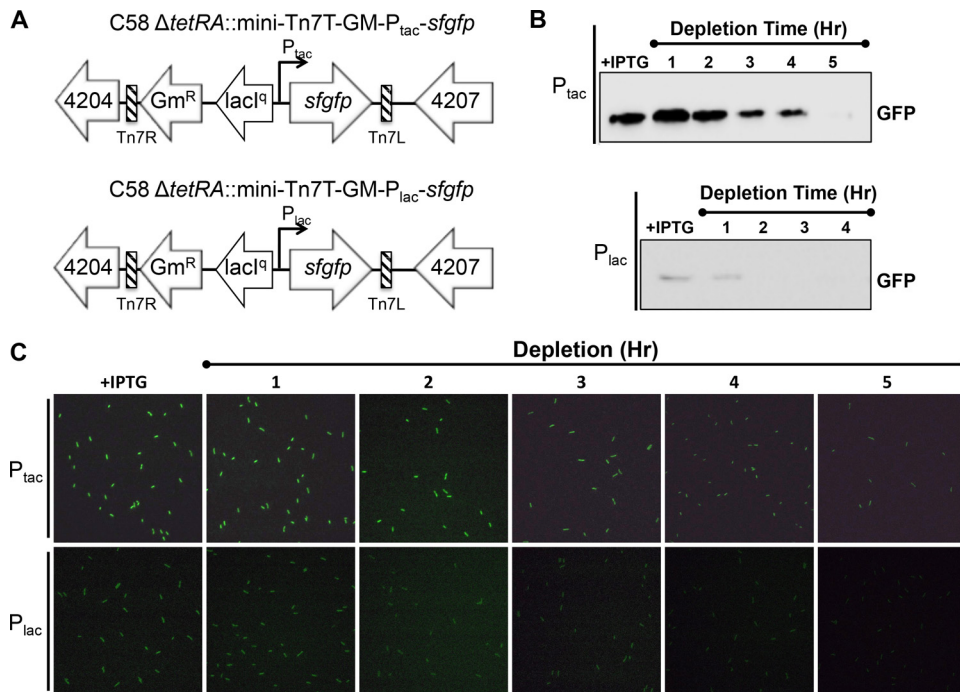 A
C58 ΔtetRA::mini-Tn7T-GM-Ptac-sfgfp
Ptac
4204 GmR lacIq sfgfp 4207
Tn7R Tn7L
C58 ΔtetRA::mini-Tn7T-GM-Plac-sfgfp
Plac
4204 GmR lacIq sfgfp 4207
Tn7R Tn7L
B
Depletion Time (Hr)
+IPTG 1 2 3 4 5
Ptac
GFP
Depletion Time (Hr)
+IPTG 1 2 3 4
Plac
GFP
C
Depletion (Hr)
+IPTG 1 2 3 4 5
Ptac
Plac